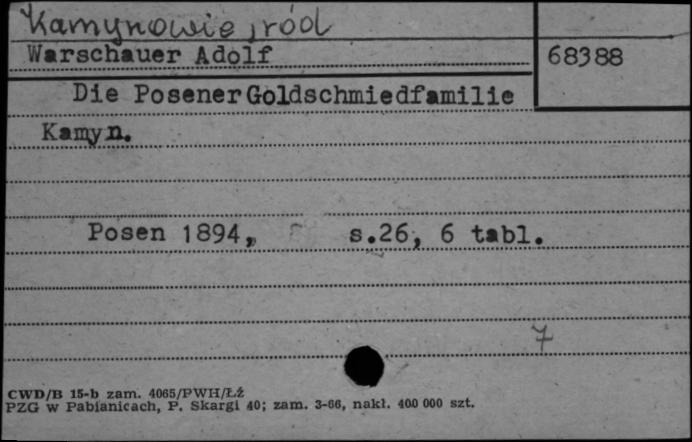 Kamynowie, ród
Warschauer Adolf
68388
Die Posener Goldschmiedfamilie
Kamyn.
Posen 1894, s.26, 6 tabl.
7
CWD/B 15-b zam. 4065/PWH/Łź
PZG w Pabianicach, P. Skargi 40; zam. 3-66, nakł. 400 000 szt.